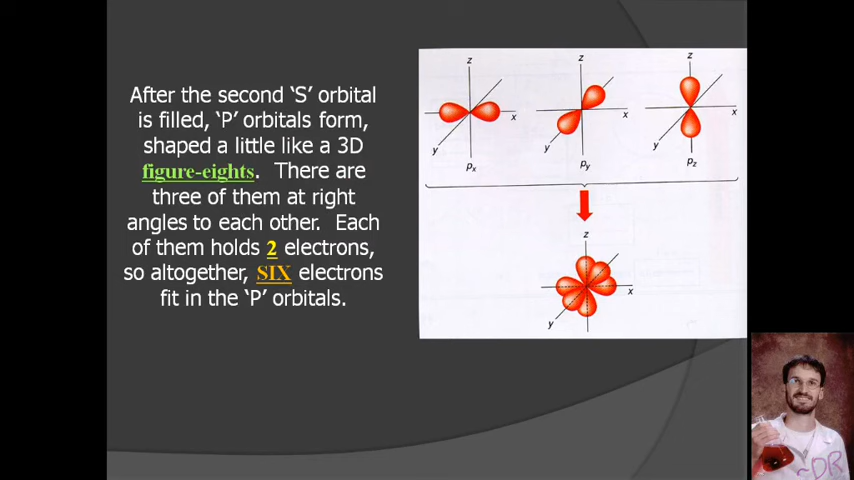 After the second ‘S’ orbital
is filled, ‘P’ orbitals form,
shaped a little like a 3D
figure-eights. There are
three of them at right
angles to each other. Each
of them holds 2 electrons,
so altogether, SIX electrons
fit in the ‘P’ orbitals.
z
x
y
px
z
x
y
py
z
x
y
pz
z
x
y
~DR